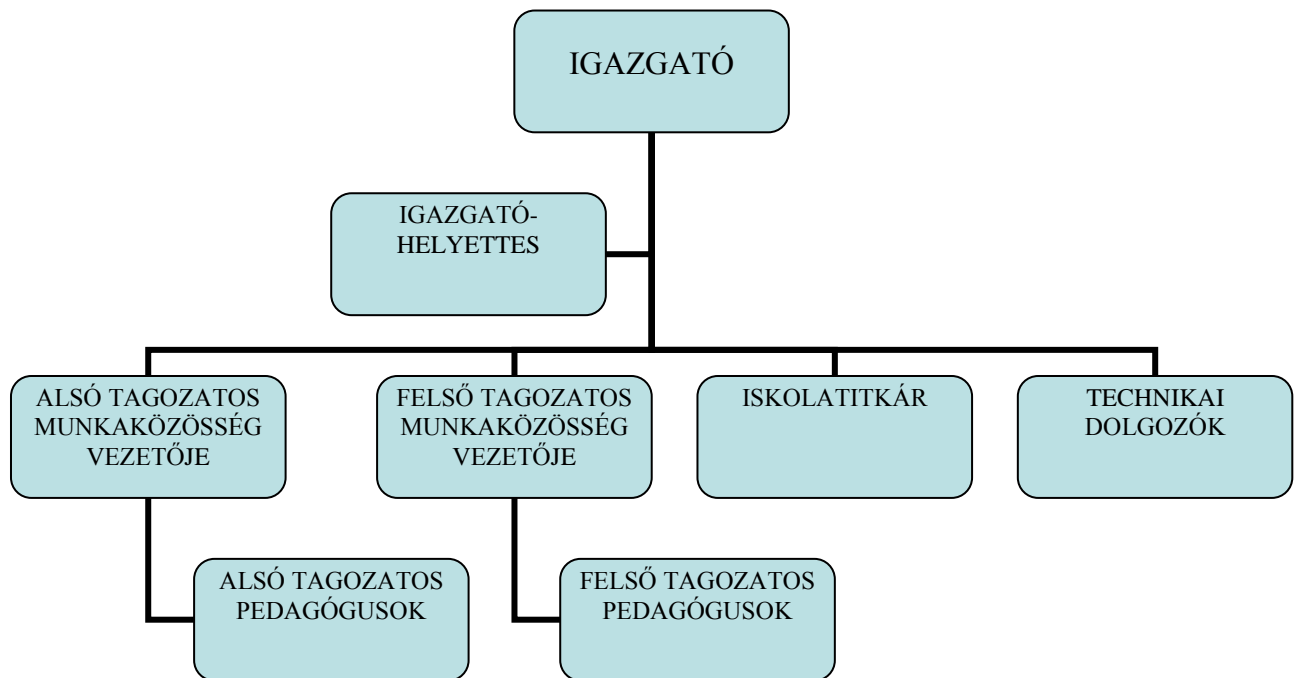 IGAZGATÓ
IGAZGATÓ-
HELYETTES
ALSÓ TAGOZATOS
MUNKAKÖZÖSSÉG
VEZETŐJE
FELSŐ TAGOZATOS
MUNKAKÖZÖSSÉG
VEZETŐJE
ISKOLATITKÁR
TECHNIKAI
DOLGOZÓK
ALSÓ TAGOZATOS
PEDAGÓGUSOK
FELSŐ TAGOZATOS
PEDAGÓGUSOK